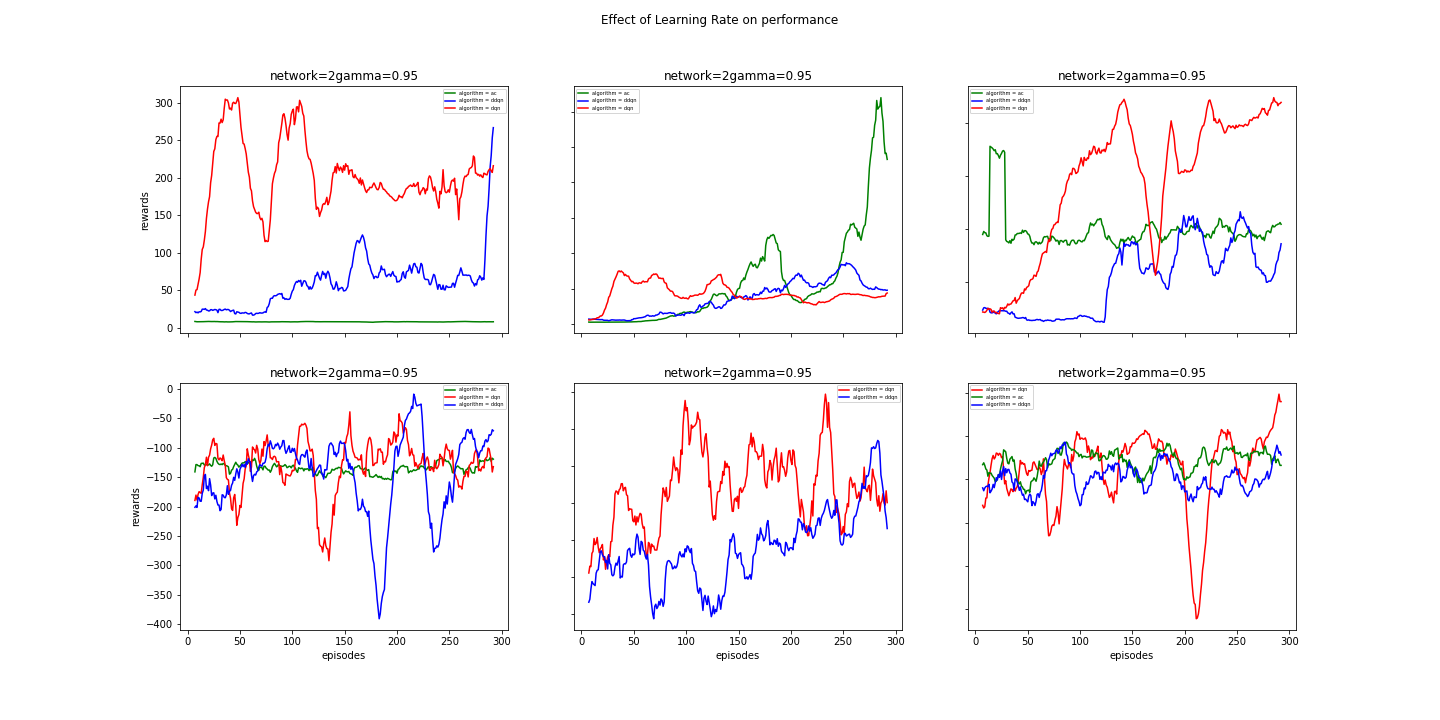 Effect of Learning Rate on performance
network=2gamma=0.95
network=2gamma=0.95
network=2gamma=0.95
algorithm = ac
algorithm = ddqn
algorithm = dqn
algorithm = ac
algorithm = ddqn
algorithm = dqn
algorithm = ac
algorithm = ddqn
algorithm = dqn
rewards
300
250
200
150
100
50
0
network=2gamma=0.95
network=2gamma=0.95
network=2gamma=0.95
algorithm = ac
algorithm = dqn
algorithm = ddqn
algorithm = dqn
algorithm = ddqn
algorithm = dqn
algorithm = ac
algorithm = ddqn
rewards
0
−50
−100
−150
−200
−250
−300
−350
−400
0 50 100 150 200 250 300
0 50 100 150 200 250 300
0 50 100 150 200 250 300
episodes
episodes
episodes